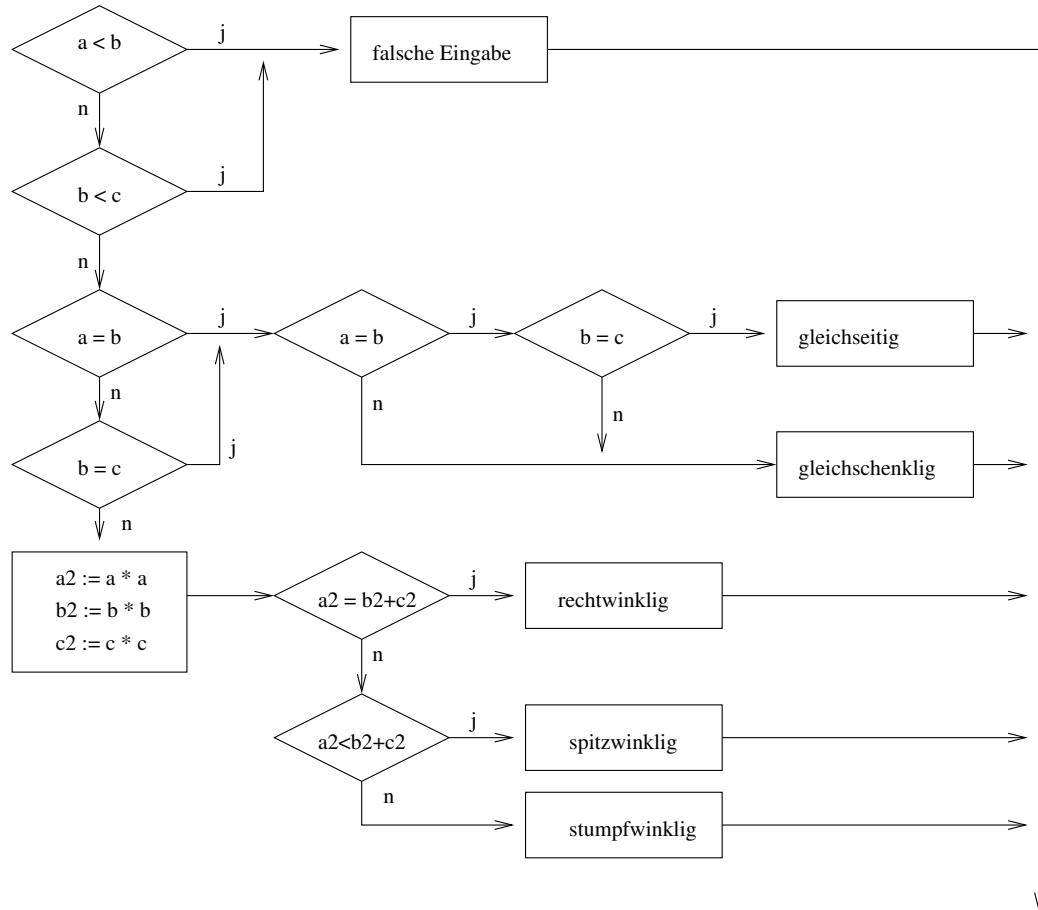 a < b
j
falsche Eingabe
n
b < c
j
n
a = b
j
a = b
j
b = c
j
gleichseitig
n
n
n
b = c
j
gleichschenklig
n
a2 := a * a
b2 := b * b
c2 := c * c
a2 = b2+c2
j
rechtwinklig
n
a2<b2+c2
j
spitzwinklig
n
stumpfwinklig